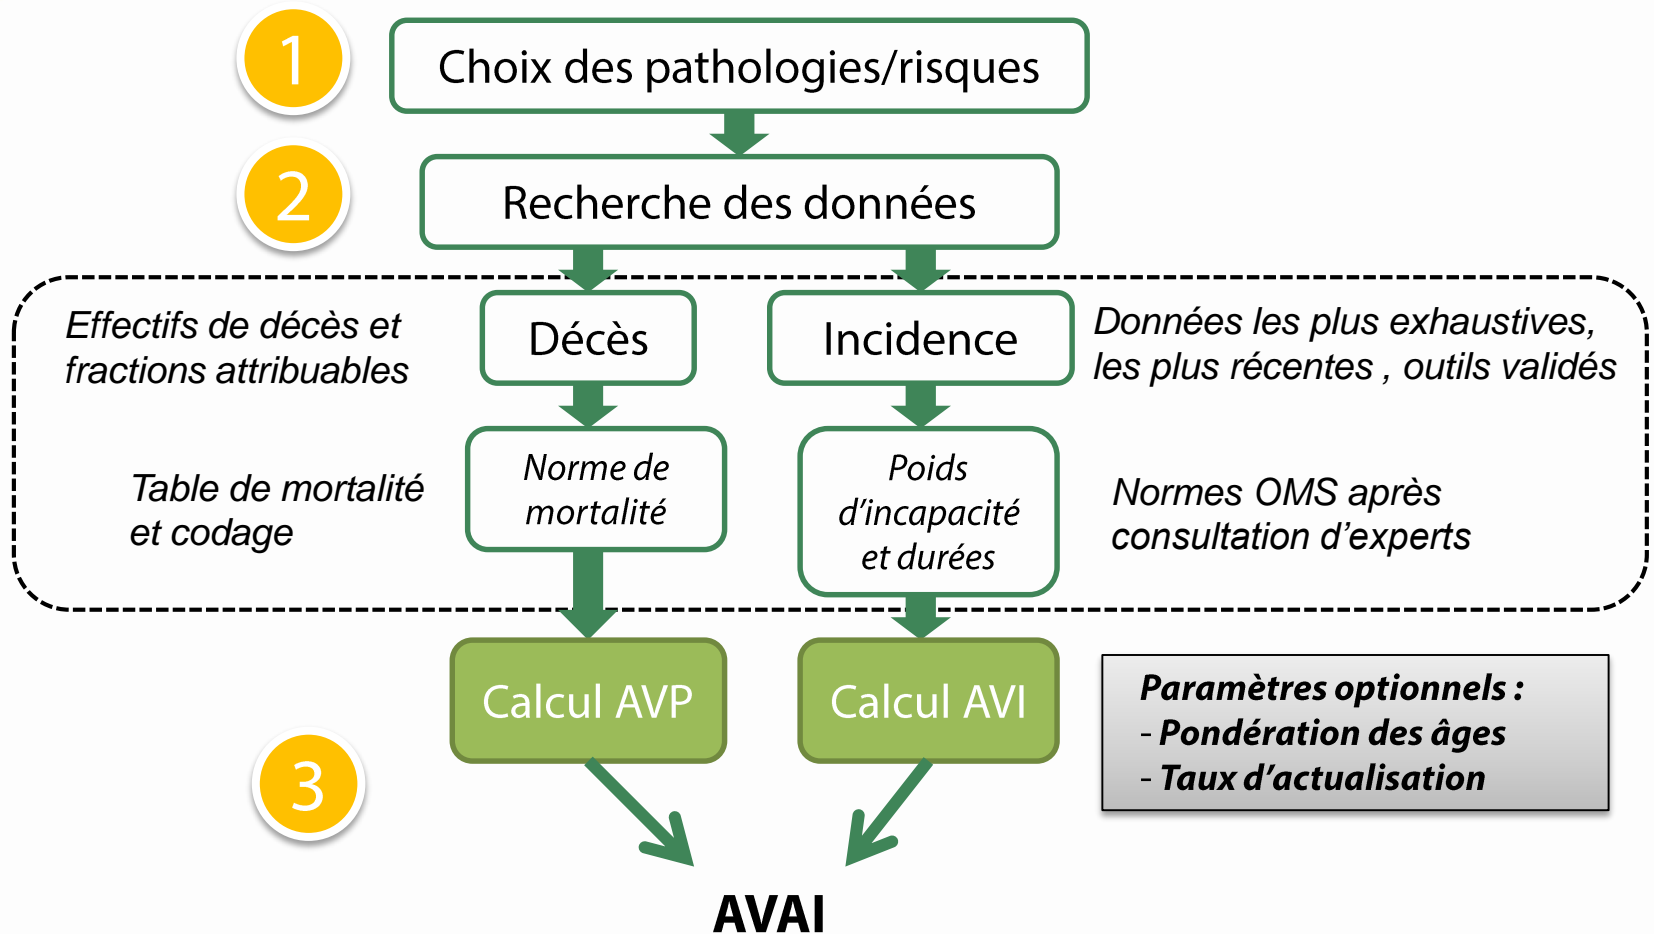 1
Choix des pathologies/risques
2
Recherche des données
Effectifs de décès et
fractions attribuables
Décès
Incidence
Données les plus exhaustives,
les plus récentes , outils validés
Table de mortalité
et codage
Norme de
mortalité
Poids
d’incapacité
et durées
Normes OMS après
consultation d’experts
Calcul AVP
Calcul AVI
Paramètres optionnels :
- Pondération des âges
- Taux d’actualisation
3
AVAI